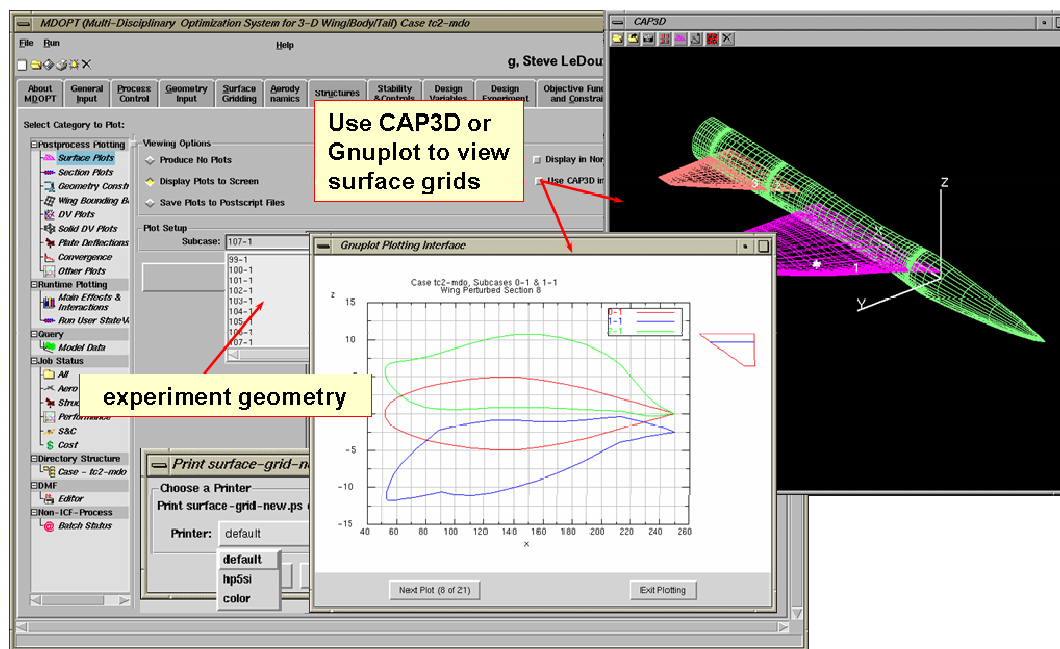 MDOPT (Multi-Disciplinary Optimization System for 3-D Wing/Body/Tail) Case tc2-mdo
File Run Help
g, Steve LeDou
About MDOPT
General Input
Process Control
Geometry Input
Surface Gridding
Aerody namics
Structures
Stability & Controls
Design Variables
Design Experiment
Objective Func
and Constrai
Select Category to Plot:
Postprocess Plotting
Surface Plots
Section Plots
Geometry Constr
Wing Bounding B
DV Plots
Solid DV Plots
Plate Deflections
Convergence
Other Plots
Runtime Plotting
Main Effects &
Interactions
Run User State
Query
Model Data
Job Status
All
Aero
Struc
Performance
S&C
Cost
Directory Structure
Case - tc2-mdo
DMF
Editor
Non-ICF-Process
Batch Status
Viewing Options
Produce No Plots
Display Plots to Screen
Save Plots to Postscript Files
Display in Nor
Use CAP3D in
Plot Setup
Subcase: 107-1
99-1
100-1
101-1
102-1
103-1
104-1
105-1
106-1
107-1
Use CAP3D or
Gnuplot to view
surface grids
experiment geometry
Print surface-grid-n
Choose a Printer
Print surface-grid-new.ps
Printer: default
default
hp5si
color
Gnuplot Plotting Interface
Case tc2-mdo, Subcases 0-1 & 1-1
Wing Perturbed Section 8
z
0-1
1-1
2-1
15
10
5
-5
-10
-15
40 60 80 100 120 140 160 180 200 220 240 260
x
Next Plot (8 of 21)
Exit Plotting
CAP3D
Z
X
1
Y